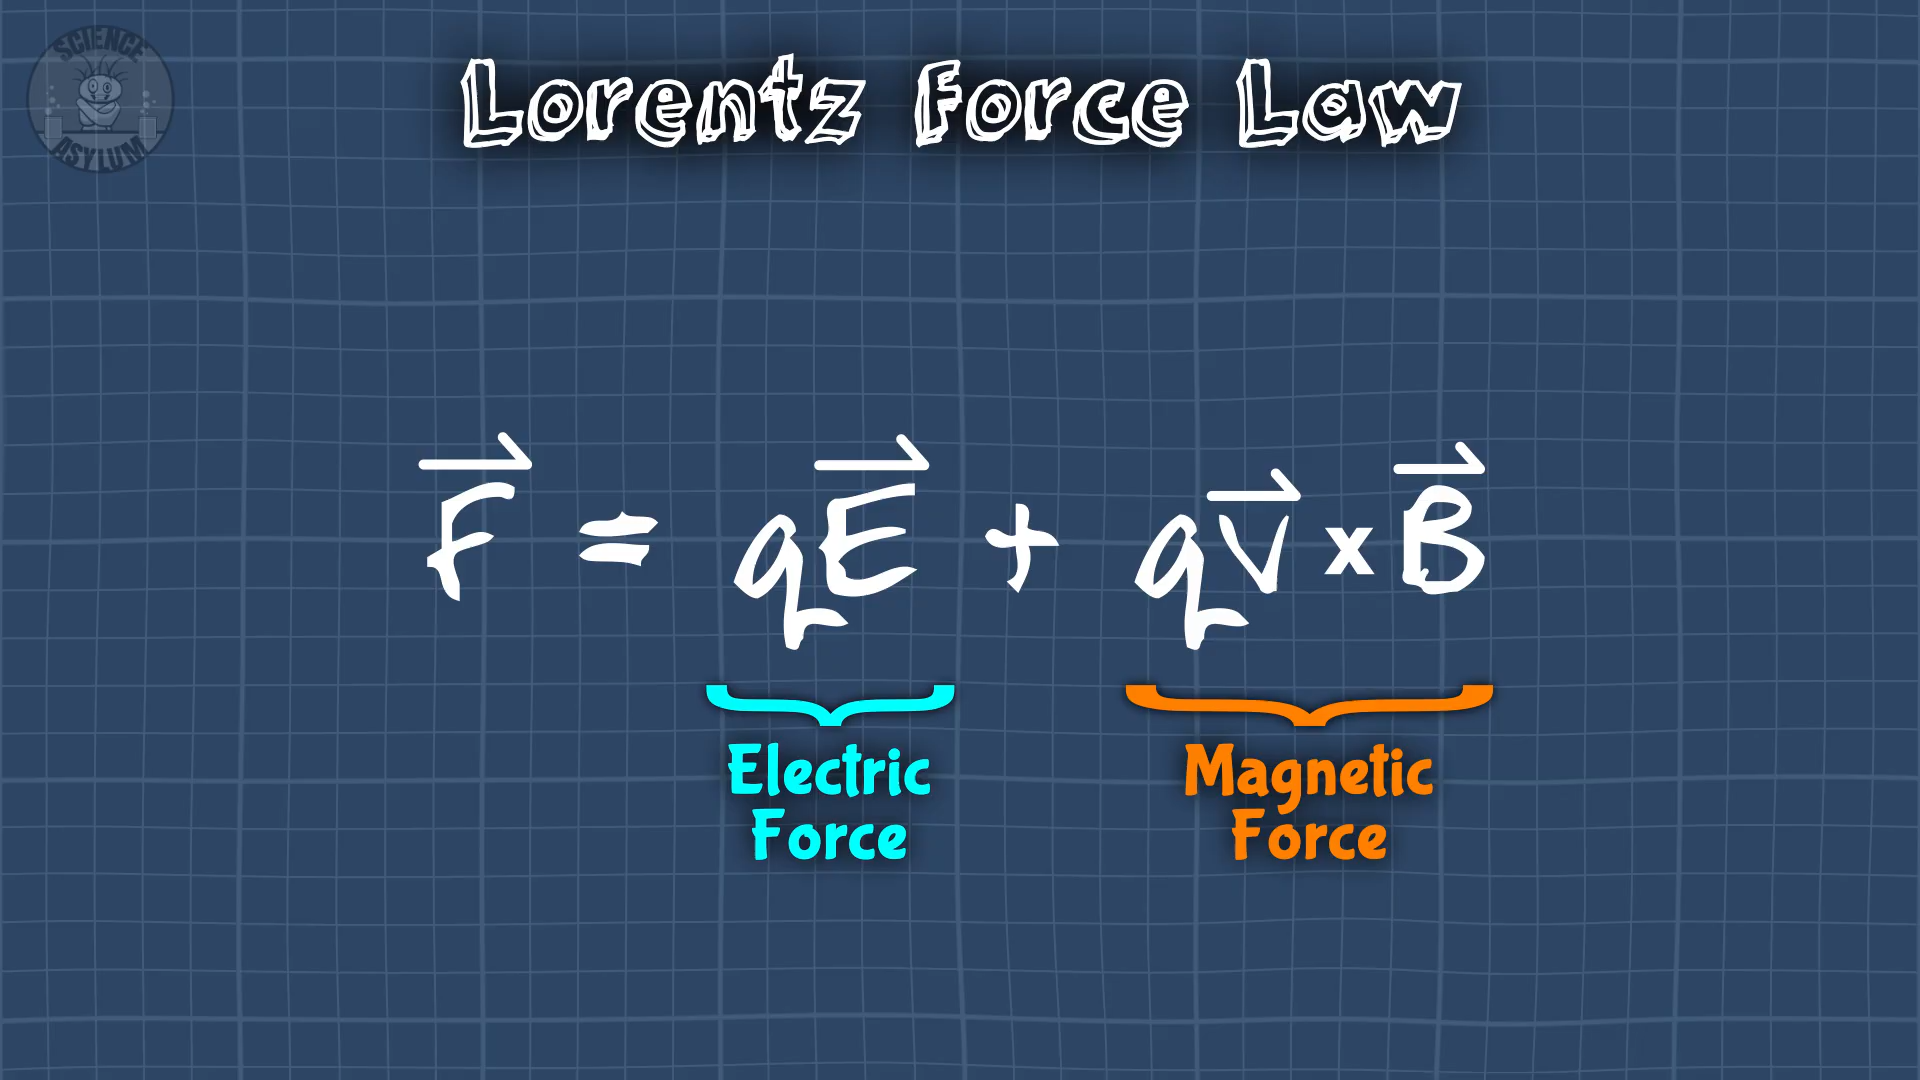 SCIENCE
ASYLUM
Lorentz Force Law
F⃗ = qE⃗ + qv⃗ x B⃗
Electric
Force
Magnetic
Force